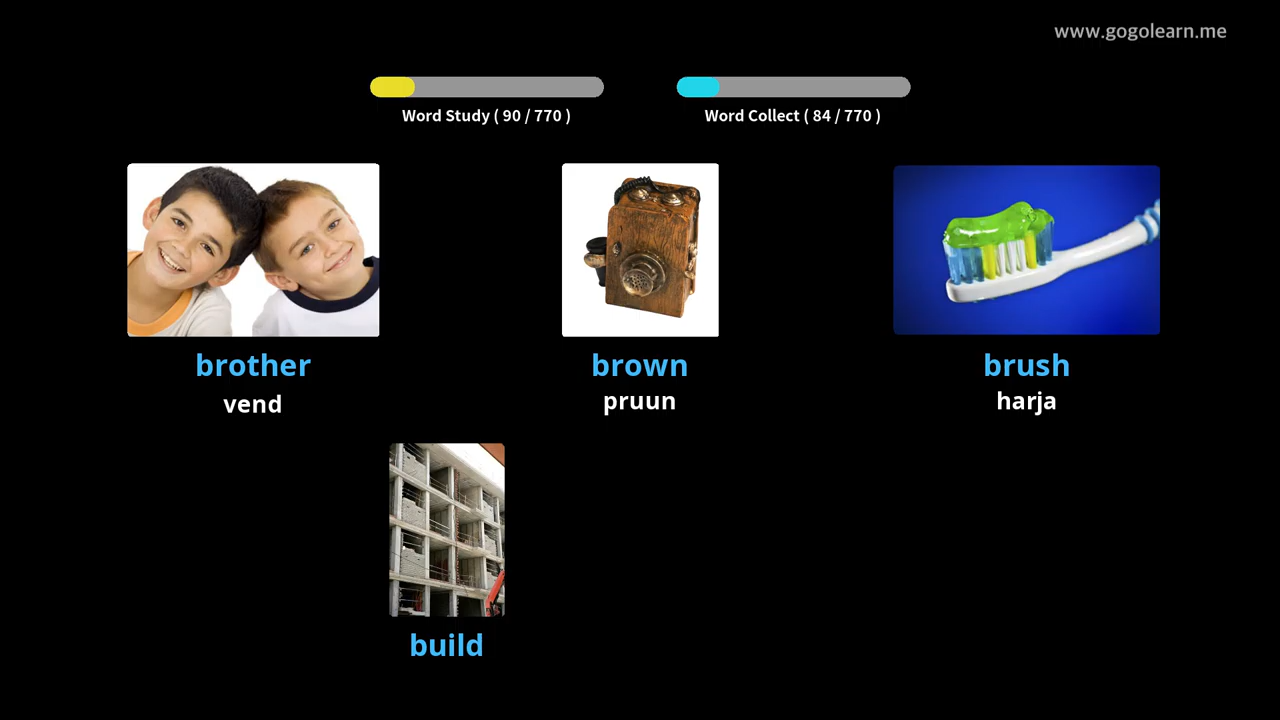 www.gogolearn.me
Word Study ( 90 / 770 )
Word Collect ( 84 / 770 )
brother
vend
brown
pruun
brush
harja
build